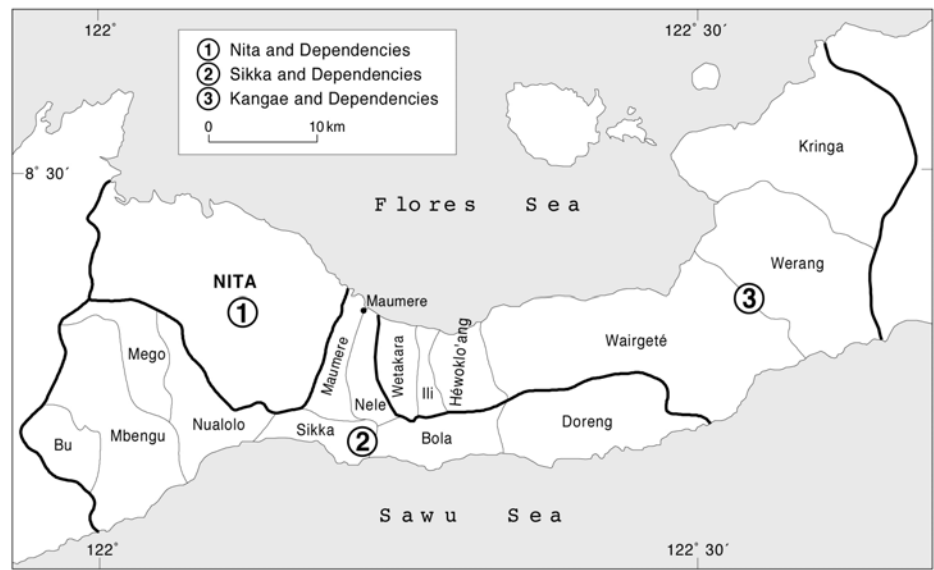 122°
122° 30´
1 Nita and Dependencies
2 Sikka and Dependencies
3 Kangae and Dependencies
0 10 km
8° 30´
Kringa
Flores Sea
Werang
NITA
1
3
Maumere
Wairgeté
Mego
Maumere
Wetakara
Héwoklo'ang
Ili
Nele
Nualolo
Sikka
2
Bola
Doreng
Bu
Mbengu
Sawu Sea
122°
122° 30´